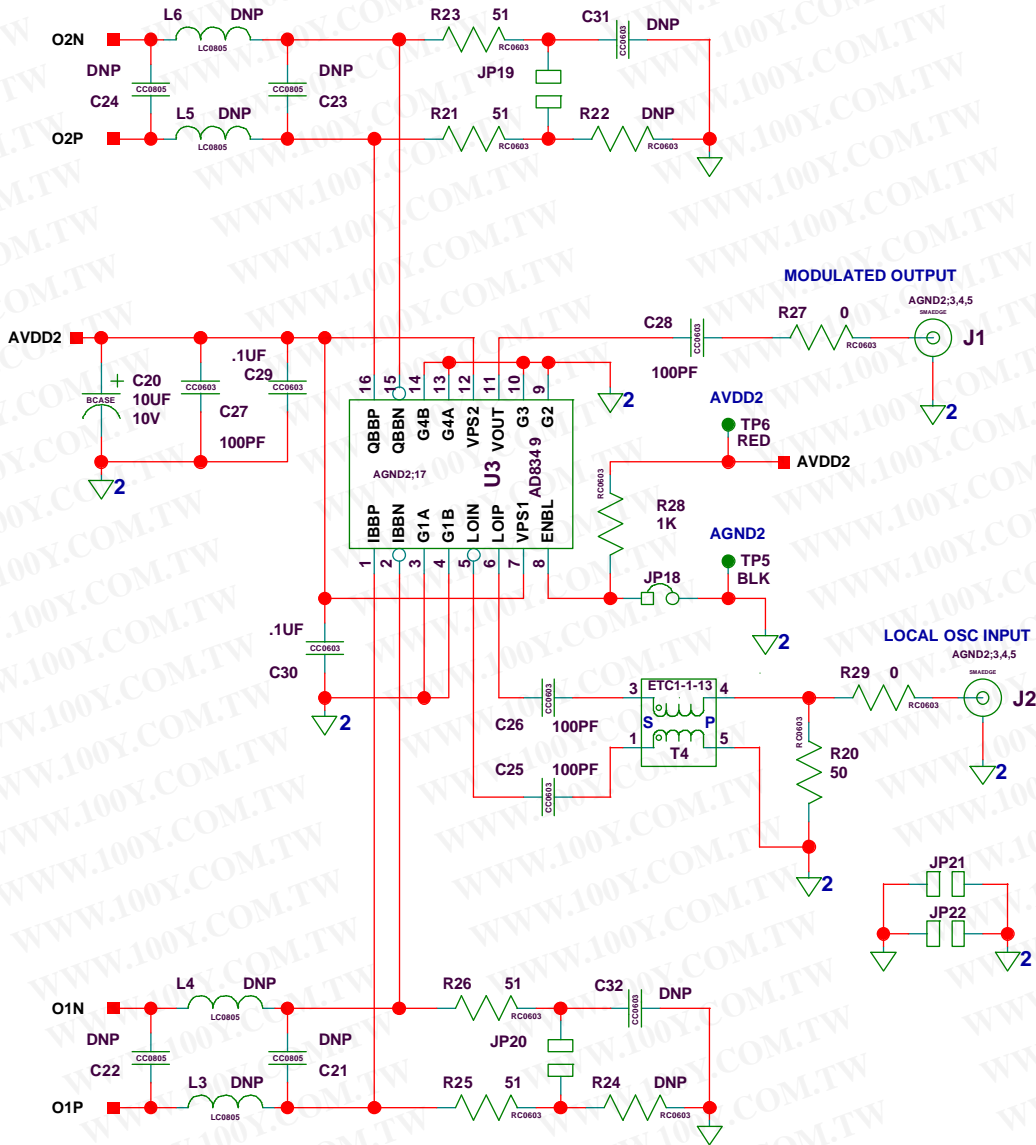 L6 DNP R23 51 C31 DNP
O2N LC0805 RC0603 CC0603
DNP DNP JP19
CC0805 CC0805
C24 C23
L5 DNP R21 51 R22 DNP
O2P LC0805 RC0603 RC0603
MODULATED OUTPUT
AGND2;3,4,5
SMAEDGE
R27 0
RC0603
J1
C28
CC0603
100PF
2
AVDD2
.1UF
C20 C29
CC0603 CC0603
BCASE
+
10UF
10V
C27
100PF
2
16 15 14 13 12 11 10 9
QBBP QBBN G4B G4A VPS2 VOUT G3 G2
2
AGND2;17
U3
AD8349
IBBP IBBN G1A G1B LOIN LOIP VPS1 ENBL
1 2 3 4 5 6 7 8
AVDD2
TP6
RED
AVDD2
RC0603
R28
1K
AGND2
TP5
BLK
JP18
2
.1UF
CC0603
C30
2
LOCAL OSC INPUT
AGND2;3,4,5
SMAEDGE
R29 0
RC0603
J2
2
C26
CC0603
100PF
3 ETC1-1-13 4
S P
1 T4 5
C25
CC0603
100PF
RC0603
R20
50
2
JP21
JP22
2
L4 DNP R26 51 C32 DNP
O1N LC0805 RC0603 CC0603
DNP DNP JP20
CC0805 CC0805
C22 C21
L3 DNP R25 51 R24 DNP
O1P LC0805 RC0603 RC0603
WWW.100Y.COM.TW